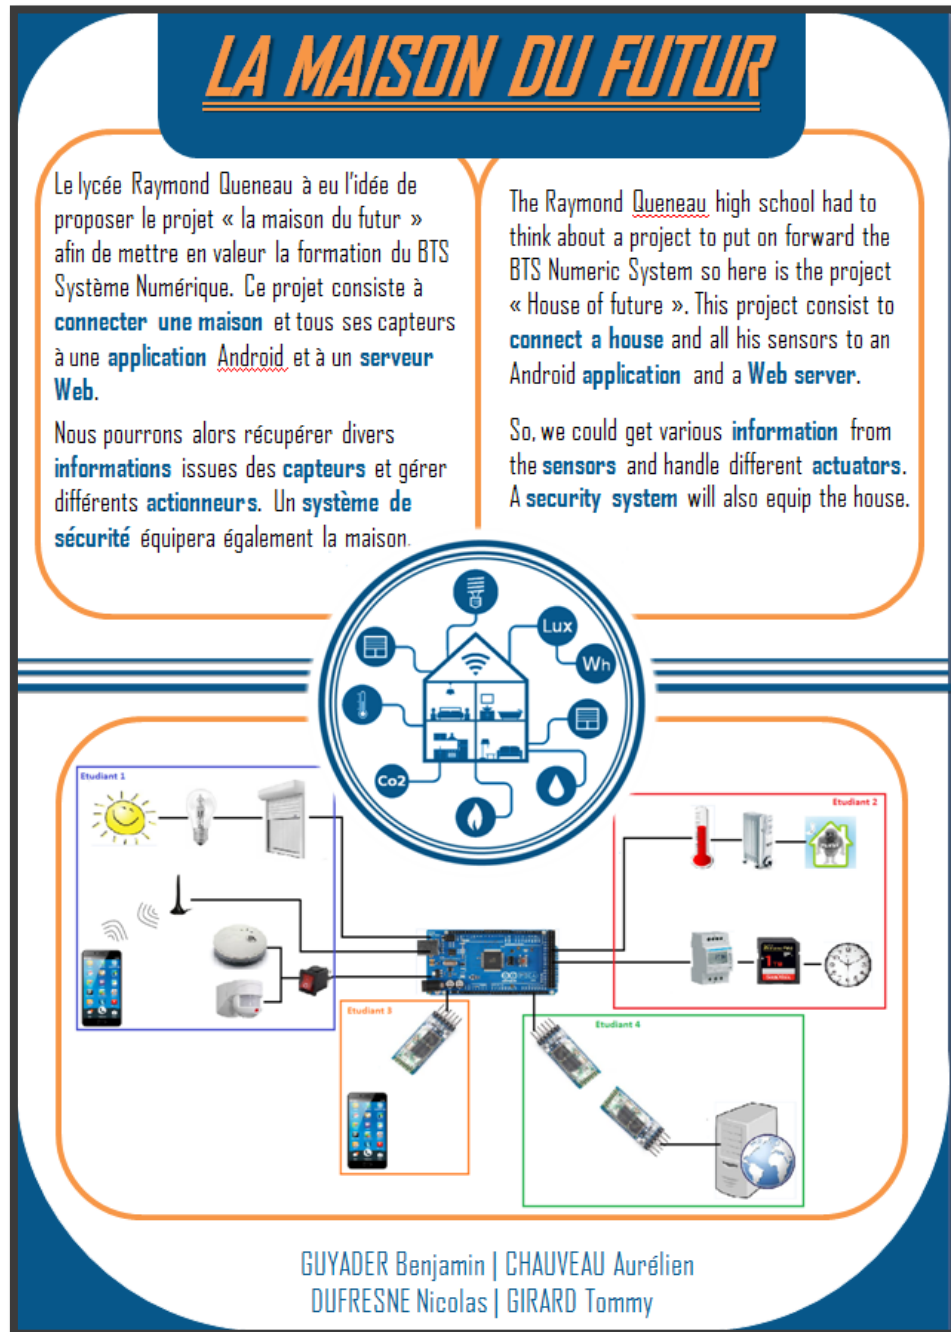 LA MAISON DU FUTUR
Le lycée Raymond Queneau à eu l'idée de
proposer le projet « la maison du futur »
afin de mettre en valeur la formation du BTS
Système Numérique. Ce projet consiste à
connecter une maison et tous ses capteurs
à une application Android et à un serveur
Web.
Nous pourrons alors récupérer divers
informations issues des capteurs et gérer
différents actionneurs. Un système de
sécurité équipera également la maison.
The Raymond Queneau high school had to
think about a project to put on forward the
BTS Numeric System so here is the project
« House of future ». This project consist to
connect a house and all his sensors to an
Android application and a Web server.
So, we could get various information from
the sensors and handle different actuators.
A security system will also equip the house.
Lux
Wh
Co2
Etudiant 1
Etudiant 2
Etudiant 3
Etudiant 4
GUYADER Benjamin | CHAUVEAU Aurélien
DUFRESNE Nicolas | GIRARD Tommy